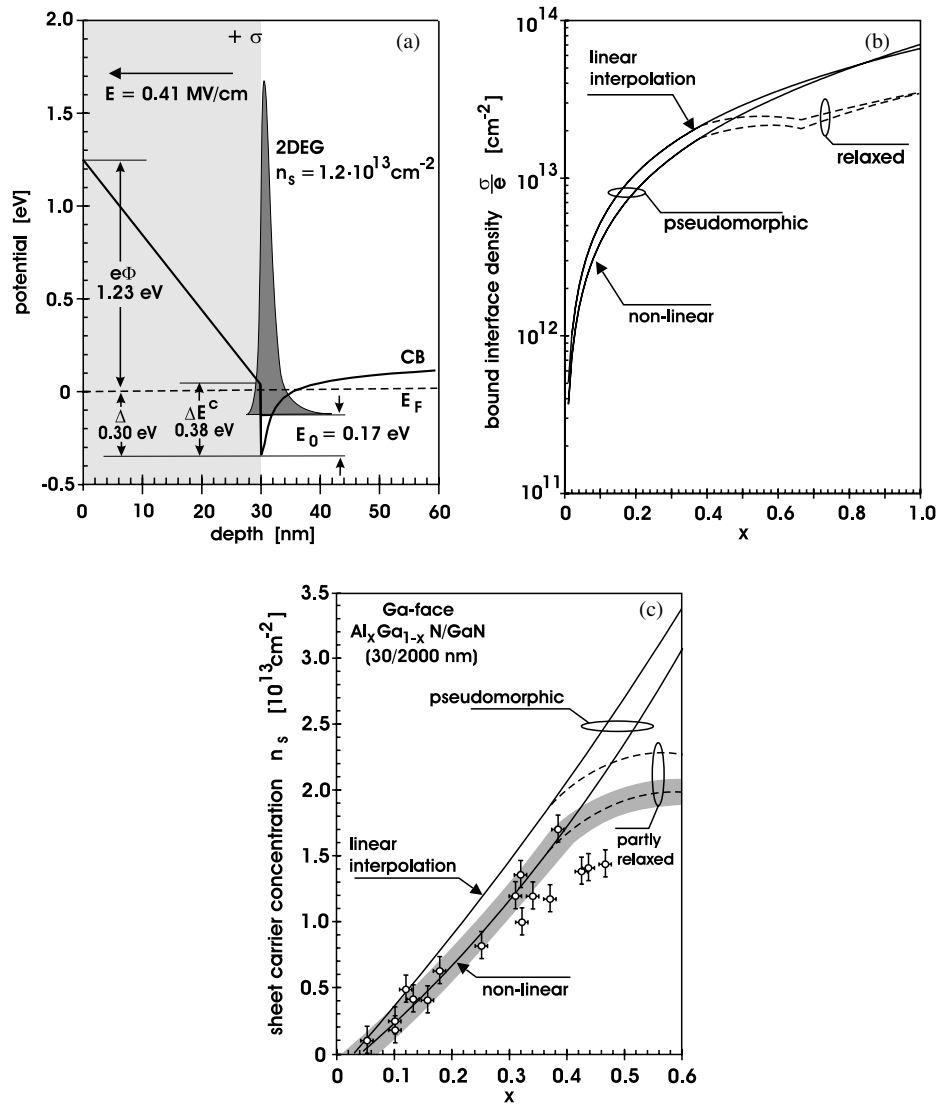 + σ
(a)
E = 0.41 MV/cm
2DEG
n_s = 1.2·10^13 cm^-2
eΦ
1.23 eV
CB
E_F
Δ
0.30 eV
ΔE^C
0.38 eV
E_0 = 0.17 eV
potential [eV]
2.0
1.5
1.0
0.5
0
-0.5
0 10 20 30 40 50 60
depth [nm]
(b)
linear
interpolation
relaxed
pseudomorphic
non-linear
bound interface density σ/e [cm^-2]
10^14
10^13
10^12
10^11
0 0.2 0.4 0.6 0.8 1.0
x
(c)
Ga-face
Al_xGa_1-x N/GaN
(30/2000 nm)
pseudomorphic
linear
interpolation
partly
relaxed
non-linear
sheet carrier concentration n_s [10^13 cm^-2]
3.5
3.0
2.5
2.0
1.5
1.0
0.5
0
0 0.1 0.2 0.3 0.4 0.5 0.6
x